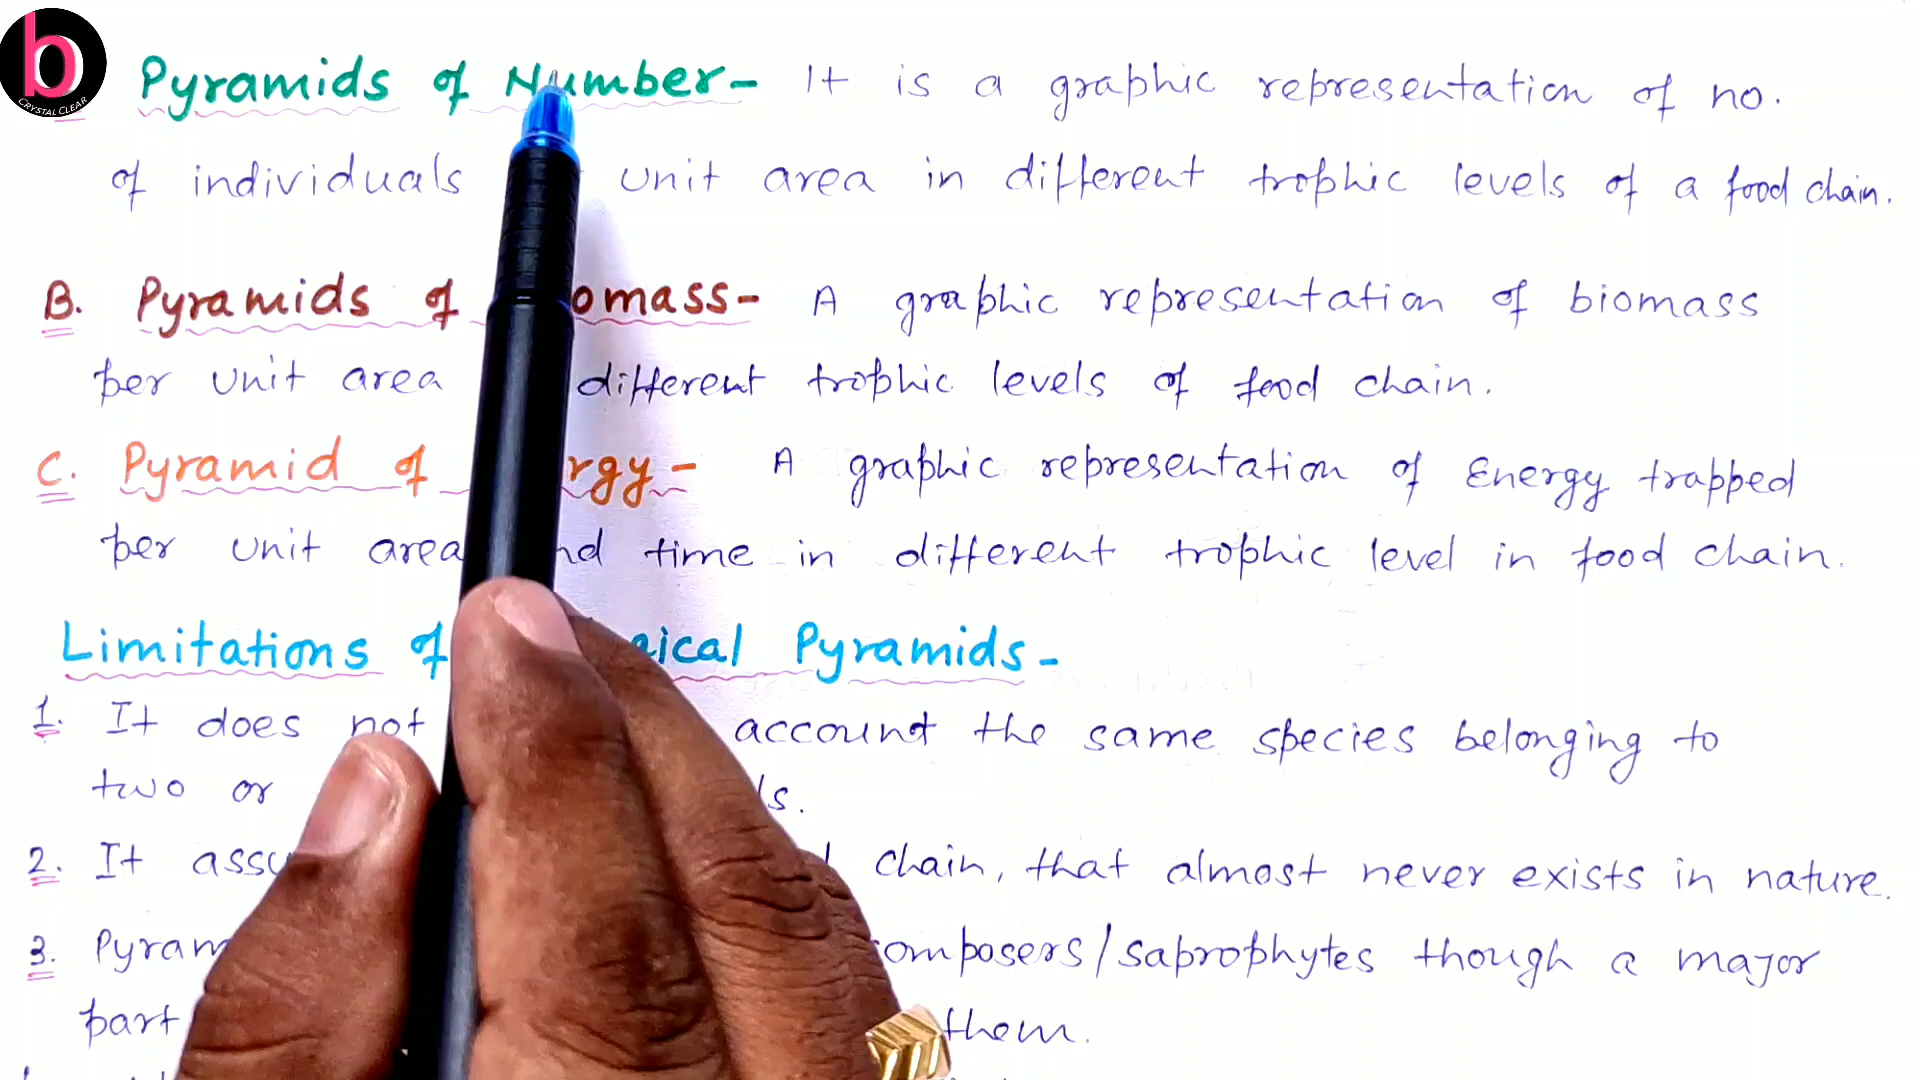 b
CRYSTAL CLEAR
Pyramids of Number- It is a graphic representation of no.
of individuals unit area in different trophic levels of a food chain.
B. Pyramids of omass- A graphic representation of biomass
per unit area different trophic levels of food chain.
C. Pyramid of rgy- A graphic representation of Energy trapped
per unit area nd time in different trophic level in food chain.
Limitations of ical Pyramids-
1. It does not account the same species belonging to
two or ls.
2. It assu chain, that almost never exists in nature.
3. Pyram omposers/saprophytes though a major
part them.